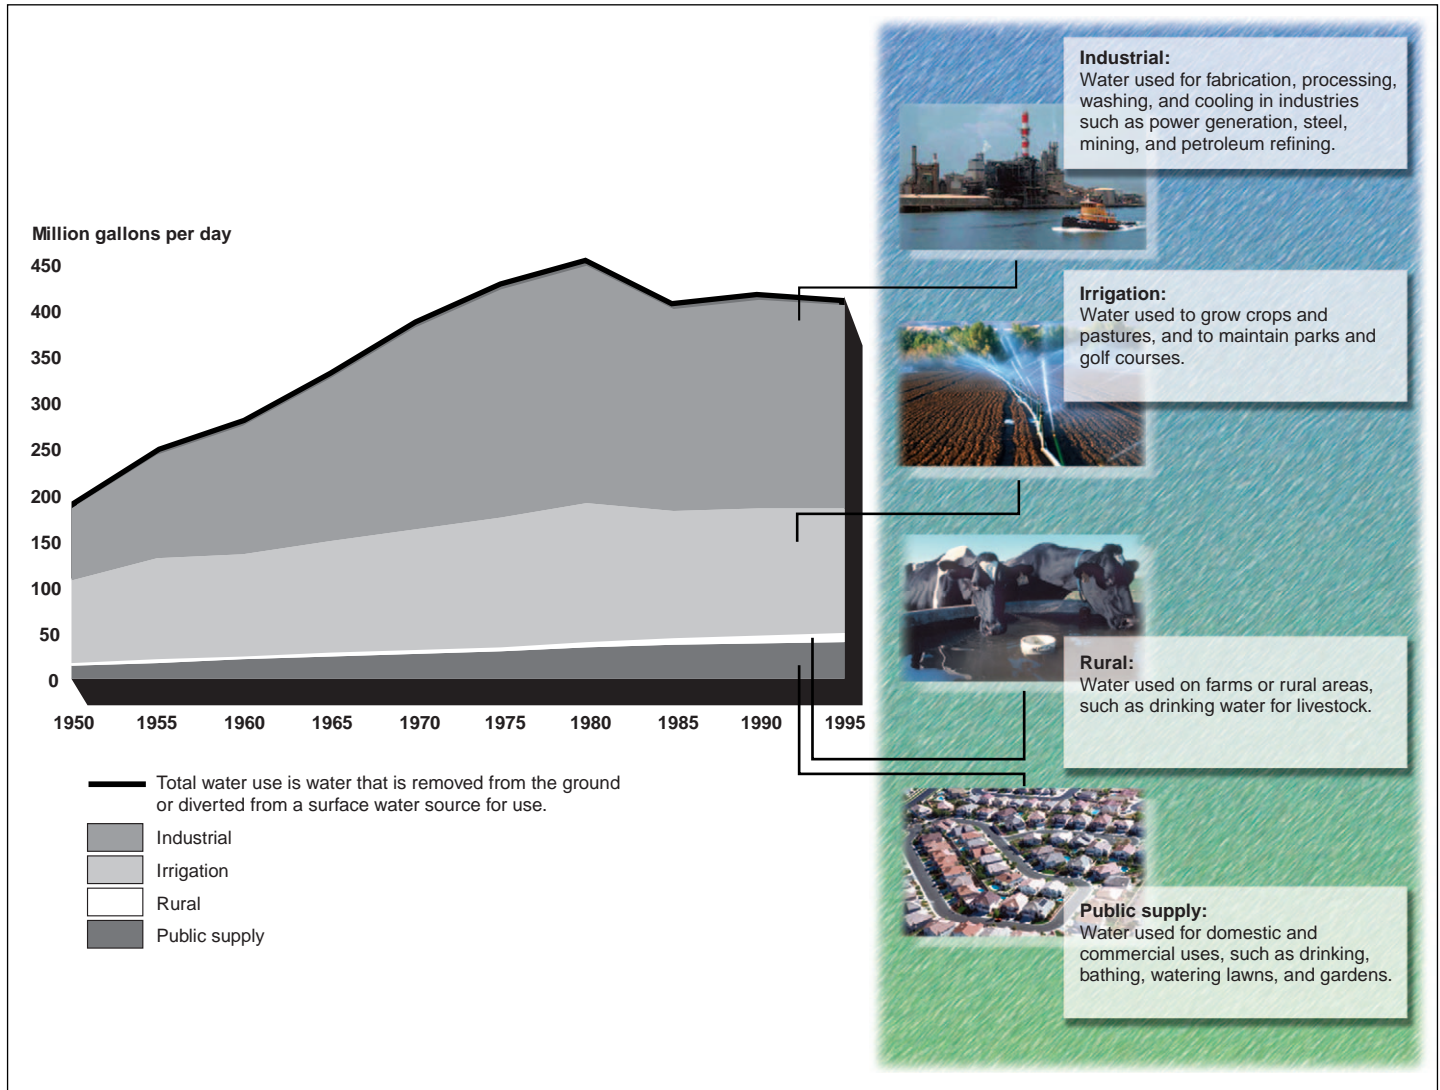 Million gallons per day
450
400
350
300
250
200
150
100
50
0
1950 1955 1960 1965 1970 1975 1980 1985 1990 1995
Total water use is water that is removed from the ground
or diverted from a surface water source for use.
Industrial
Irrigation
Rural
Public supply
Industrial:
Water used for fabrication, processing,
washing, and cooling in industries
such as power generation, steel,
mining, and petroleum refining.
Irrigation:
Water used to grow crops and
pastures, and to maintain parks and
golf courses.
Rural:
Water used on farms or rural areas,
such as drinking water for livestock.
Public supply:
Water used for domestic and
commercial uses, such as drinking,
bathing, watering lawns, and gardens.